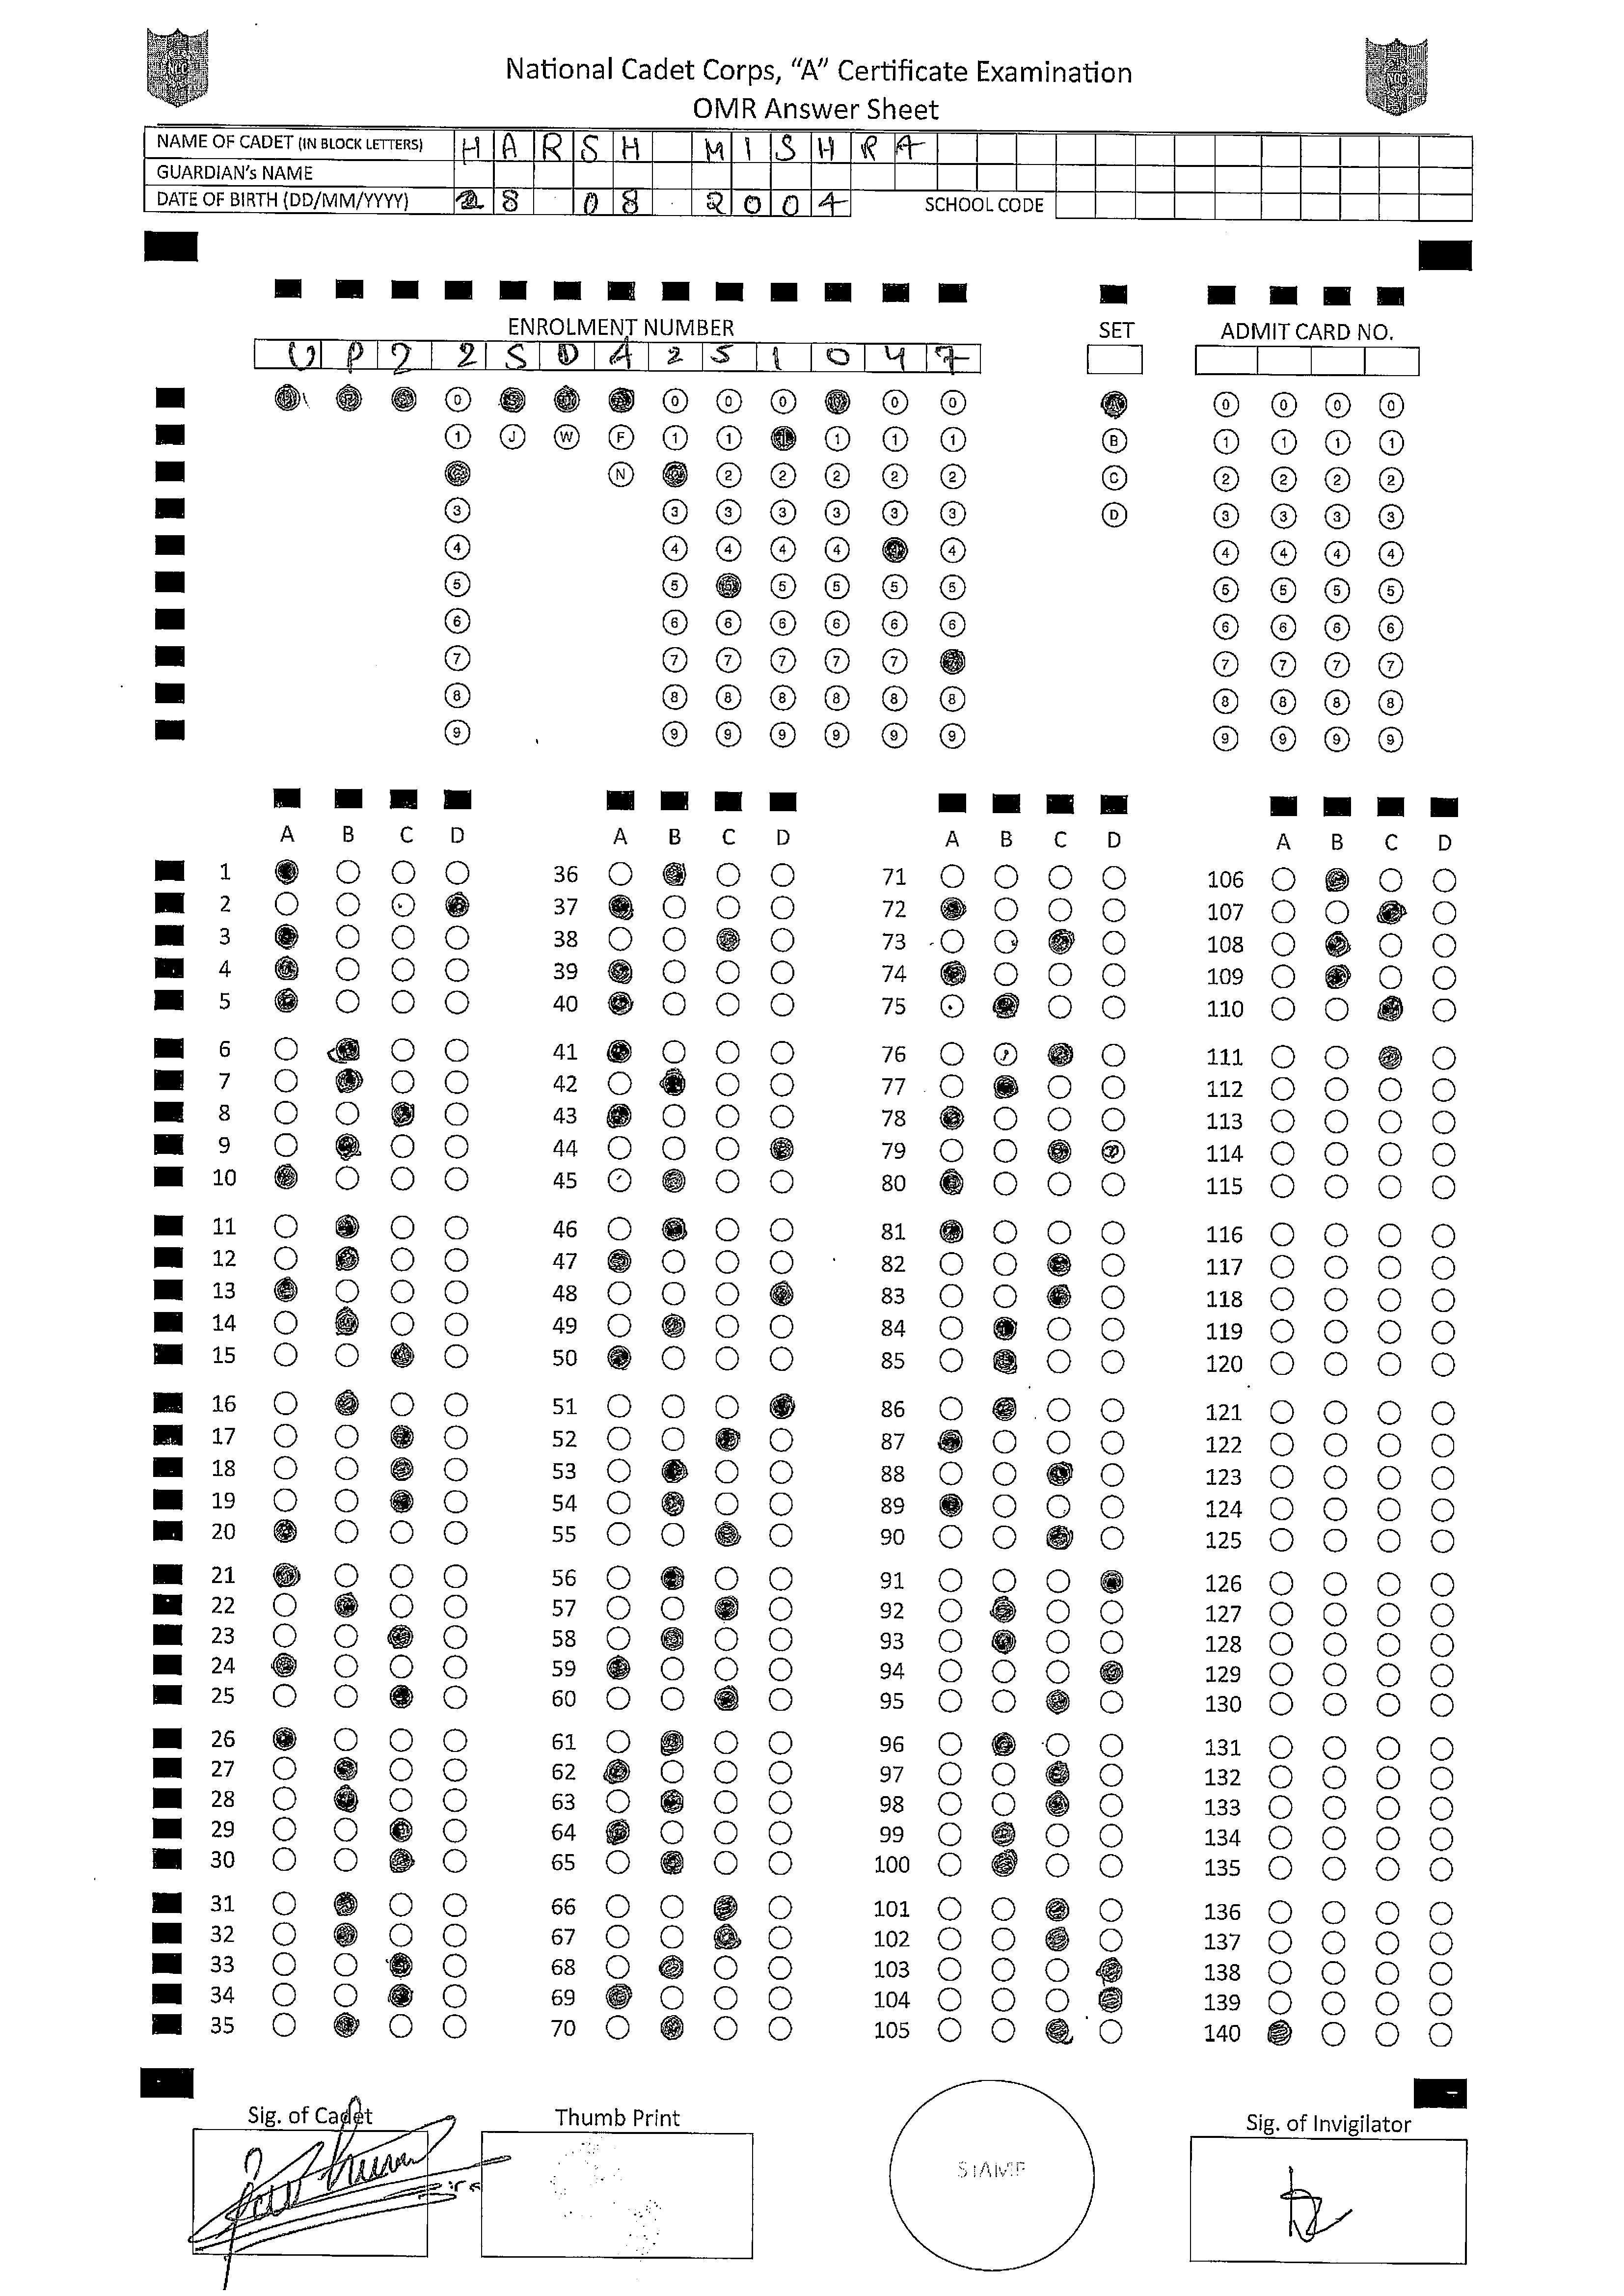 National Cadet Corps, “A” Certificate Examination
OMR Answer Sheet
NAME OF CADET (IN BLOCK LETTERS) HARSH MISHRA
GUARDIAN's NAME
DATE OF BIRTH (DD/MM/YYYY) 28 08 2004 SCHOOL CODE
ENROLMENT NUMBER SET ADMIT CARD NO.
U P 2 2 S D A 2 5 1 0 4 7
0 0 0 0 0 0 A 0 0 0 0
1 J W F 1 1 1 1 1 1 B 1 1 1 1
N 2 2 2 2 2 C 2 2 2 2
3 3 3 3 3 3 3 D 3 3 3 3
4 4 4 4 4 4 4 4 4 4
5 5 5 5 5 5 5 5 5 5
6 6 6 6 6 6 6 6 6 6 6
7 7 7 7 7 7 7 7 7 7 7
8 8 8 8 8 8 8 8 8 8 8
9 9 9 9 9 9 9 9 9 9 9
A B C D A B C D A B C D A B C D
1 36 71 106
2 37 72 107
3 38 73 108
4 39 74 109
5 40 75 110
6 41 76 111
7 42 77 112
8 43 78 113
9 44 79 114
10 45 80 115
11 46 81 116
12 47 82 117
13 48 83 118
14 49 84 119
15 50 85 120
16 51 86 121
17 52 87 122
18 53 88 123
19 54 89 124
20 55 90 125
21 56 91 126
22 57 92 127
23 58 93 128
24 59 94 129
25 60 95 130
26 61 96 131
27 62 97 132
28 63 98 133
29 64 99 134
30 65 100 135
31 66 101 136
32 67 102 137
33 68 103 138
34 69 104 139
35 70 105 140
Sig. of Cadet Thumb Print STAMP Sig. of Invigilator